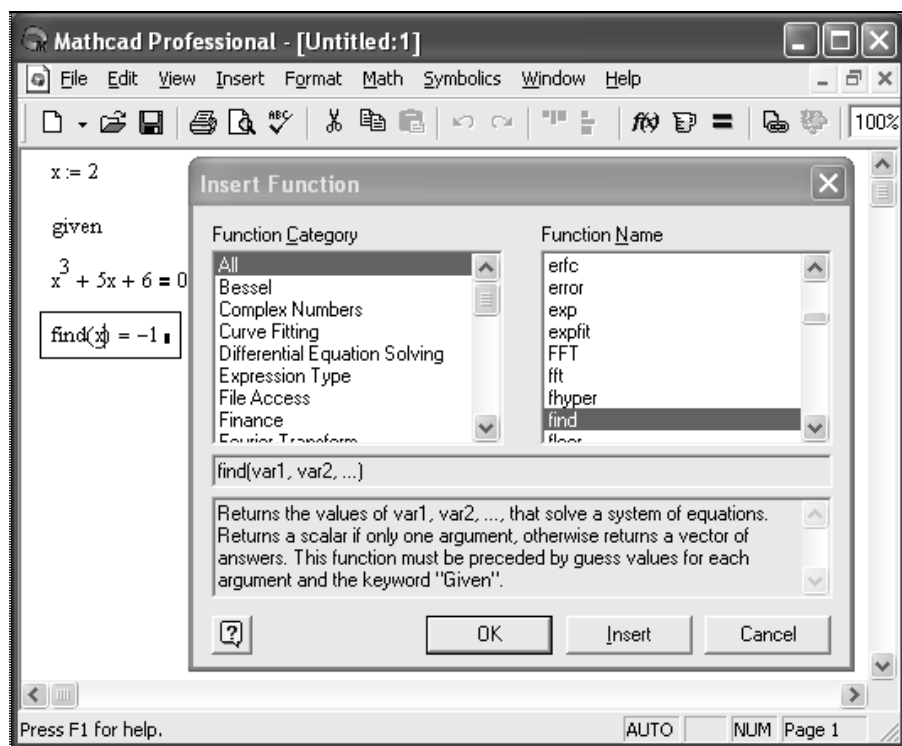 Mathcad Professional - [Untitled:1]
File Edit View Insert Format Math Symbolics Window Help
ABC f(x) = 100%
x := 2
given
x^3 + 5x + 6 = 0
find(x) = -1
Insert Function
Function Category
All
Bessel
Complex Numbers
Curve Fitting
Differential Equation Solving
Expression Type
File Access
Finance
Fourier Transform
Function Name
erfc
error
exp
expfit
FFT
fft
fhyper
find
floor
find(var1, var2, ...)
Returns the values of var1, var2, ..., that solve a system of equations.
Returns a scalar if only one argument, otherwise returns a vector of
answers. This function must be preceded by guess values for each
argument and the keyword "Given".
OK Insert Cancel
Press F1 for help. AUTO NUM Page 1